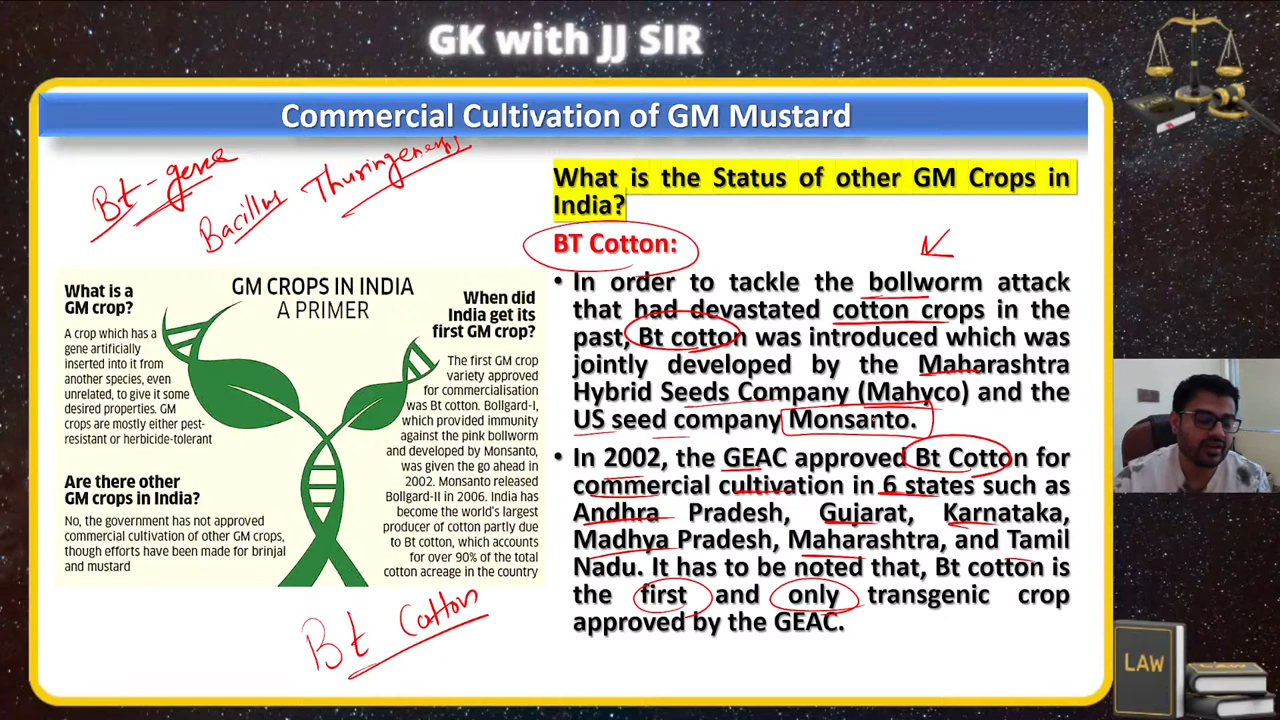 GK with JJ SIR
Commercial Cultivation of GM Mustard
Bt - gene
Bacillus Thuringenesis
What is the Status of other GM Crops in
India?
BT Cotton:
• In order to tackle the bollworm attack
that had devastated cotton crops in the
past, Bt cotton was introduced which was
jointly developed by the Maharashtra
Hybrid Seeds Company (Mahyco) and the
US seed company Monsanto.
• In 2002, the GEAC approved Bt Cotton for
commercial cultivation in 6 states such as
Andhra Pradesh, Gujarat, Karnataka,
Madhya Pradesh, Maharashtra, and Tamil
Nadu. It has to be noted that, Bt cotton is
the first and only transgenic crop
approved by the GEAC.
GM CROPS IN INDIA
A PRIMER
What is a
GM crop?
A crop which has a
gene artificially
inserted into it from
another species, even
unrelated, to give it some
desired properties. GM
crops are mostly either pest-
resistant or herbicide-tolerant
Are there other
GM crops in India?
No, the government has not approved
commercial cultivation of other GM crops,
though efforts have been made for brinjal
and mustard
When did
India get its
first GM crop?
The first GM crop
variety approved
for commercialisation
was Bt cotton. Bollgard-I,
which provided immunity
against the pink bollworm
and developed by Monsanto,
was given the go ahead in
2002. Monsanto released
Bollgard-II in 2006. India has
become the world's largest
producer of cotton partly due
to Bt cotton, which accounts
for over 90% of the total
cotton acreage in the country
Bt Cotton
LAW